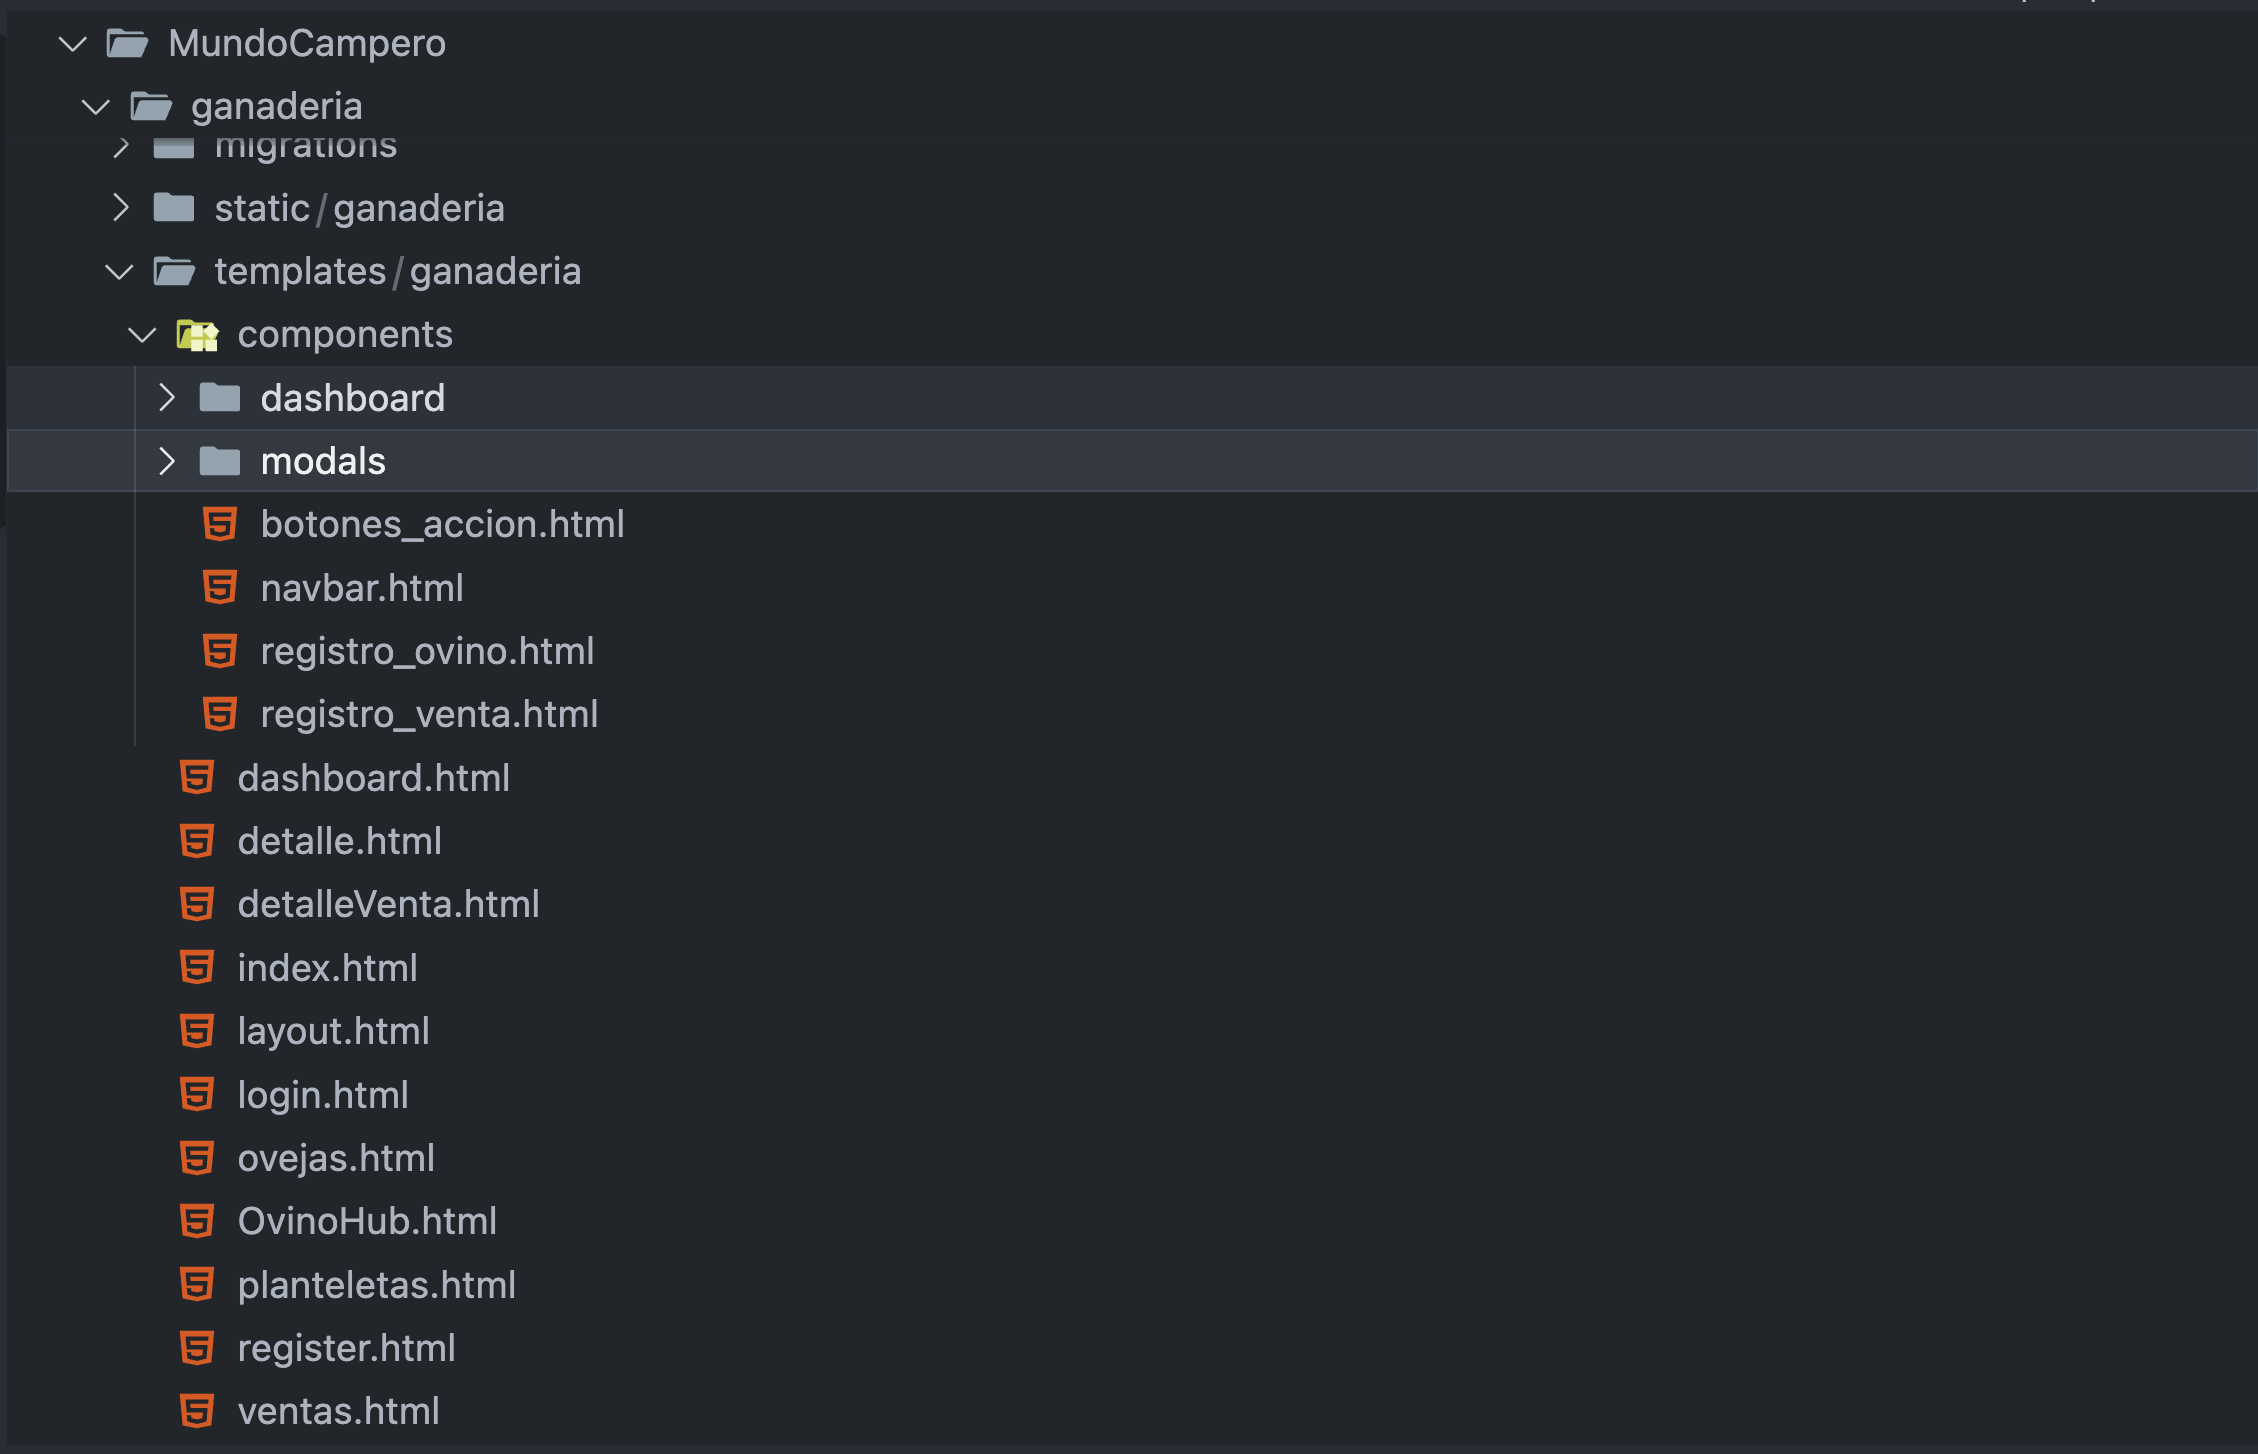 MundoCampero
ganaderia
migrations
static/ganaderia
templates/ganaderia
components
dashboard
modals
botones_accion.html
navbar.html
registro_ovino.html
registro_venta.html
dashboard.html
detalle.html
detalleVenta.html
index.html
layout.html
login.html
ovejas.html
OvinoHub.html
planteletas.html
register.html
ventas.html